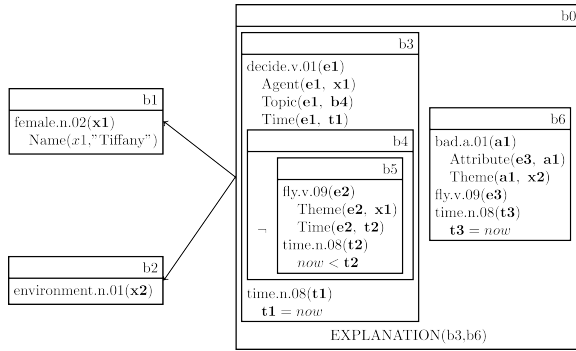 b0
b3
decide.v.01(e1)
Agent(e1, x1)
Topic(e1, b4)
Time(e1, t1)
b4
b5
¬
fly.v.09(e2)
Theme(e2, x1)
Time(e2, t2)
time.n.08(t2)
now < t2
time.n.08(t1)
t1 = now
b1
female.n.02(x1)
Name(x1,"Tiffany")
b2
environment.n.01(x2)
b6
bad.a.01(a1)
Attribute(e3, a1)
Theme(a1, x2)
fly.v.09(e3)
time.n.08(t3)
t3 = now
EXPLANATION(b3,b6)